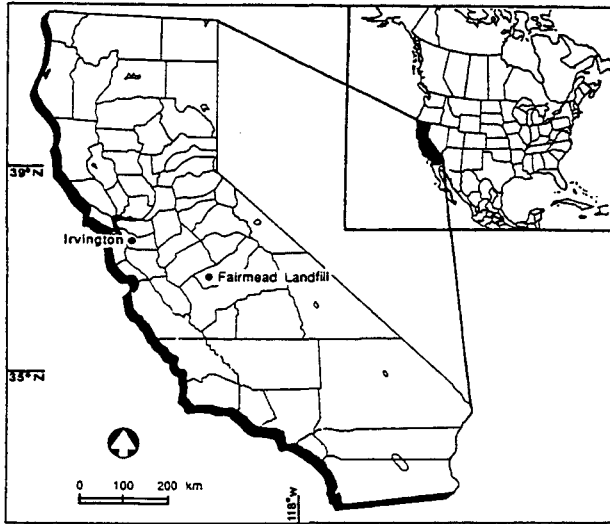 39° N
Irvington
Fairmead Landfill
35° N
0 100 200 km
118° W